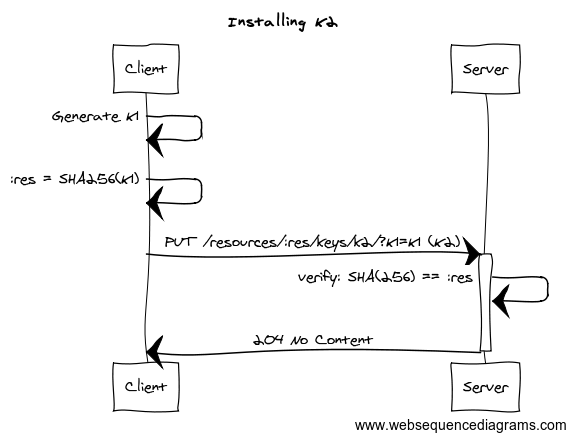 Installing K2
Client
Server
Generate K1
:res = SHA256(K1)
PUT /resources/:res/keys/k2/?k1=K1 (K2)
verify: SHA(256) == :res
204 No Content
Client
Server
www.websequencediagrams.com